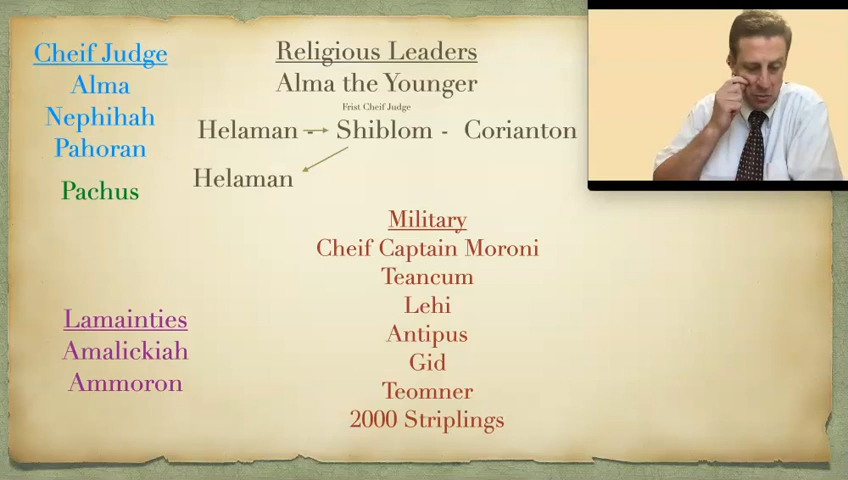 Cheif Judge
Alma
Nephihah
Pahoran
Pachus
Religious Leaders
Alma the Younger
Frist Cheif Judge
Helaman - Shiblom - Corianton
Helaman
Military
Cheif Captain Moroni
Teancum
Lehi
Antipus
Gid
Teomner
2000 Striplings
Lamainties
Amalickiah
Ammoron